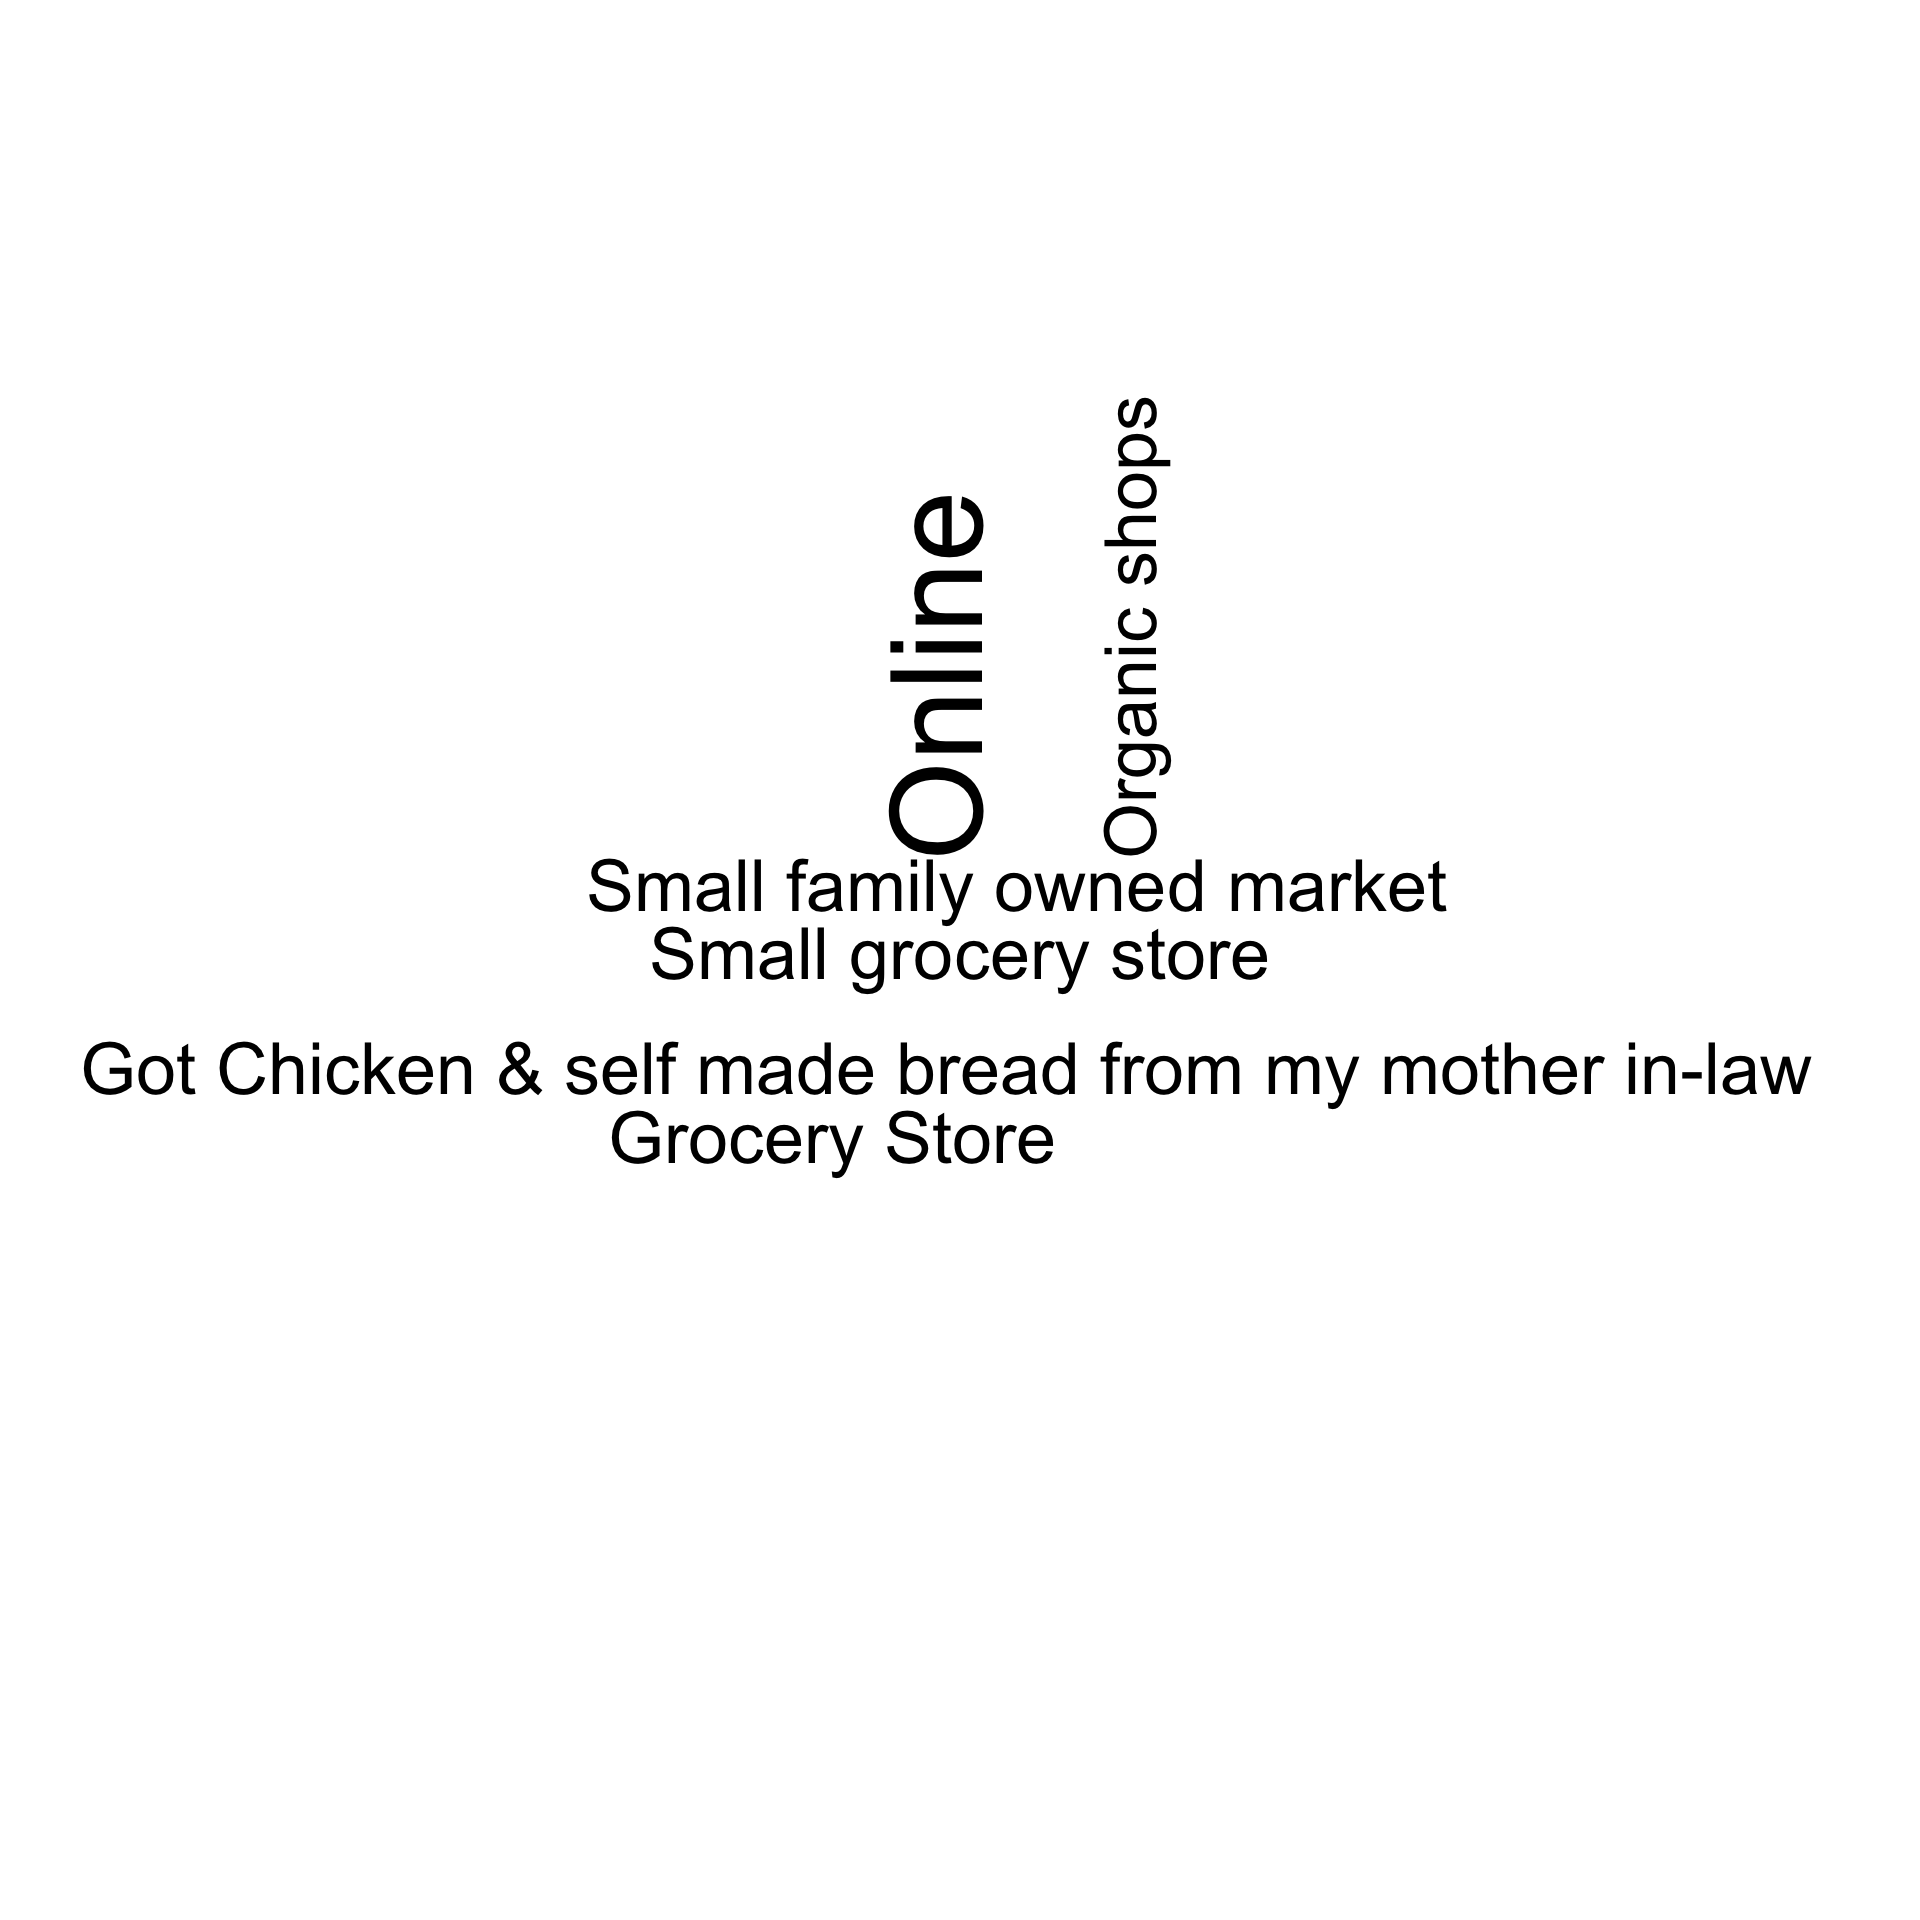 Online
Organic shops
Small family owned market
Small grocery store
Got Chicken & self made bread from my mother in-law
Grocery Store